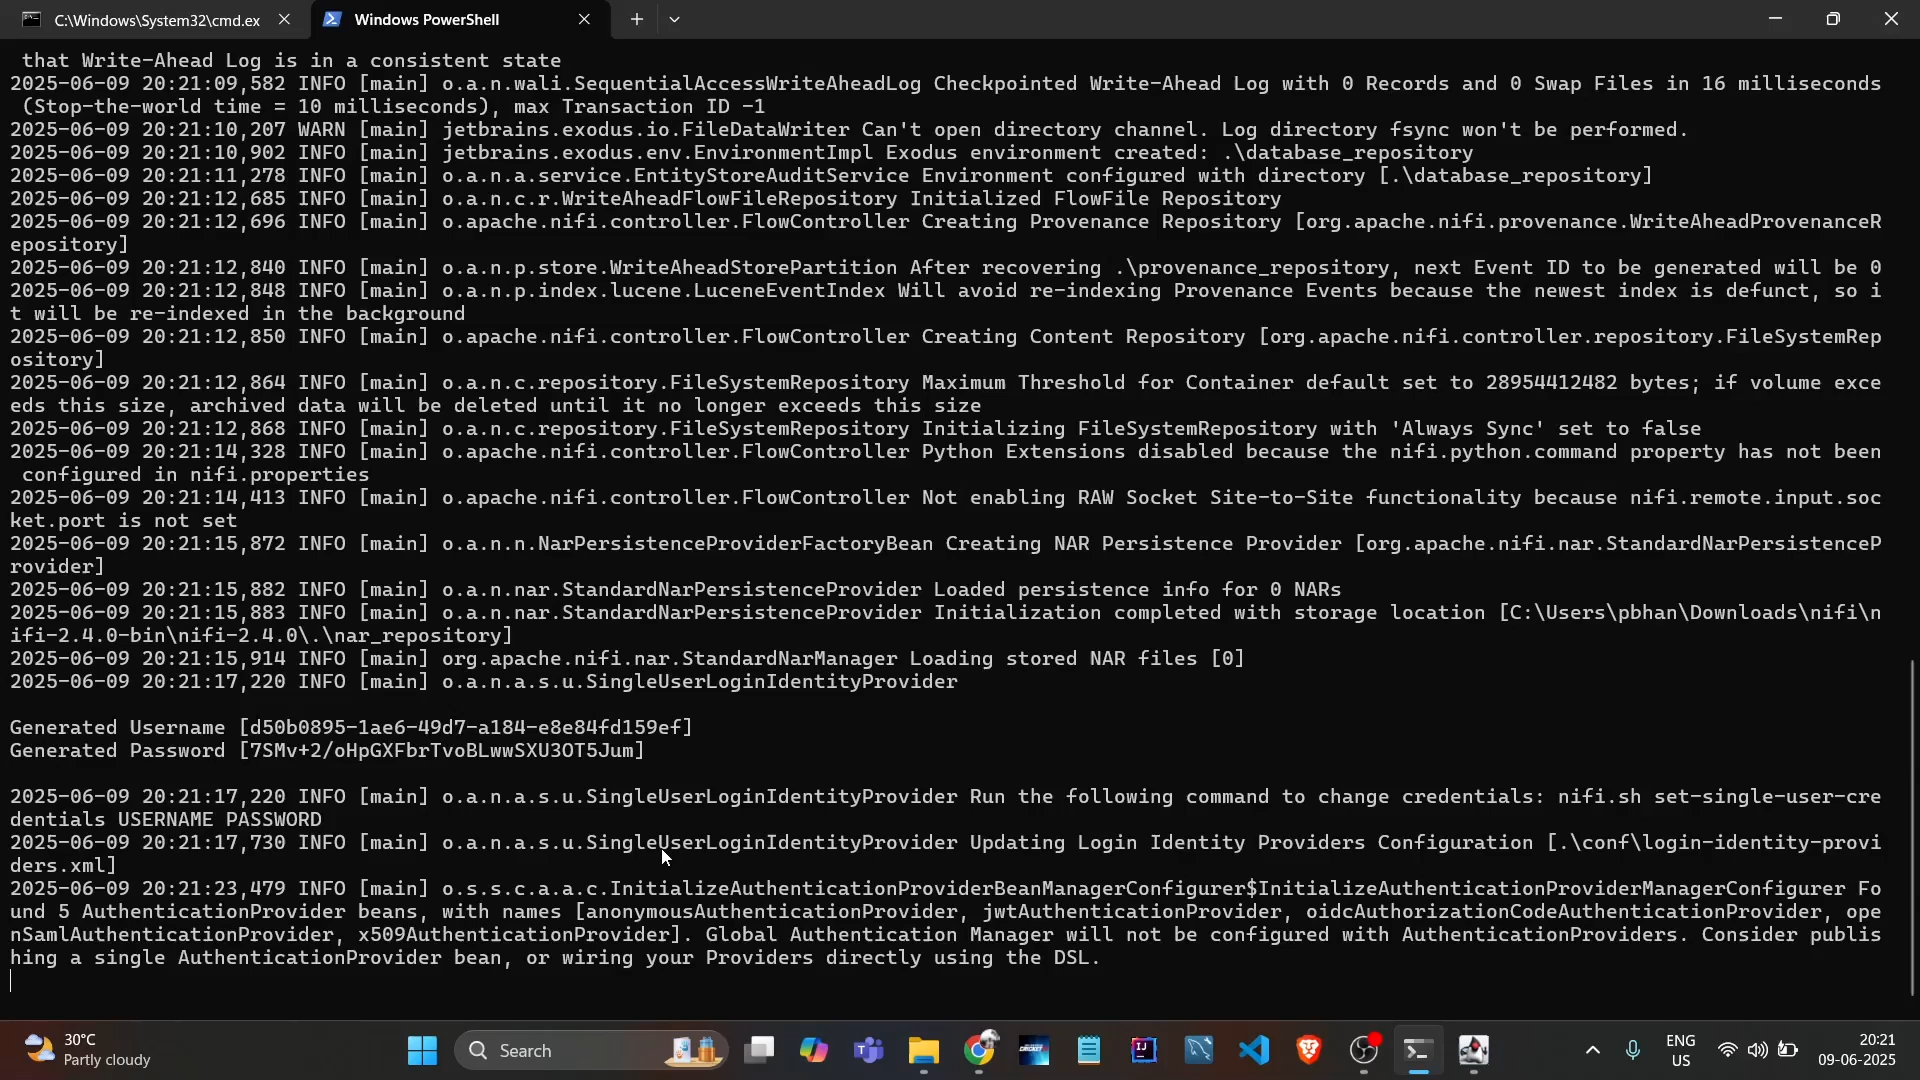 C:\Windows\System32\cmd.ex
Windows PowerShell
that Write-Ahead Log is in a consistent state
2025-06-09 20:21:09,582 INFO [main] o.a.n.wali.SequentialAccessWriteAheadLog Checkpointed Write-Ahead Log with 0 Records and 0 Swap Files in 16 milliseconds
(Stop-the-world time = 10 milliseconds), max Transaction ID -1
2025-06-09 20:21:10,207 WARN [main] jetbrains.exodus.io.FileDataWriter Can't open directory channel. Log directory fsync won't be performed.
2025-06-09 20:21:10,902 INFO [main] jetbrains.exodus.env.EnvironmentImpl Exodus environment created: .\database_repository
2025-06-09 20:21:11,278 INFO [main] o.a.n.a.service.EntityStoreAuditService Environment configured with directory [.\database_repository]
2025-06-09 20:21:12,685 INFO [main] o.a.n.c.r.WriteAheadFlowFileRepository Initialized FlowFile Repository
2025-06-09 20:21:12,696 INFO [main] o.apache.nifi.controller.FlowController Creating Provenance Repository [org.apache.nifi.provenance.WriteAheadProvenanceR
epository]
2025-06-09 20:21:12,840 INFO [main] o.a.n.p.store.WriteAheadStorePartition After recovering .\provenance_repository, next Event ID to be generated will be 0
2025-06-09 20:21:12,848 INFO [main] o.a.n.p.index.lucene.LuceneEventIndex Will avoid re-indexing Provenance Events because the newest index is defunct, so i
t will be re-indexed in the background
2025-06-09 20:21:12,850 INFO [main] o.apache.nifi.controller.FlowController Creating Content Repository [org.apache.nifi.controller.repository.FileSystemRep
ository]
2025-06-09 20:21:12,864 INFO [main] o.a.n.c.repository.FileSystemRepository Maximum Threshold for Container default set to 28954412482 bytes; if volume exce
eds this size, archived data will be deleted until it no longer exceeds this size
2025-06-09 20:21:12,868 INFO [main] o.a.n.c.repository.FileSystemRepository Initializing FileSystemRepository with 'Always Sync' set to false
2025-06-09 20:21:14,328 INFO [main] o.apache.nifi.controller.FlowController Python Extensions disabled because the nifi.python.command property has not been
configured in nifi.properties
2025-06-09 20:21:14,413 INFO [main] o.apache.nifi.controller.FlowController Not enabling RAW Socket Site-to-Site functionality because nifi.remote.input.soc
ket.port is not set
2025-06-09 20:21:15,872 INFO [main] o.a.n.n.NarPersistenceProviderFactoryBean Creating NAR Persistence Provider [org.apache.nifi.nar.StandardNarPersistenceP
rovider]
2025-06-09 20:21:15,882 INFO [main] o.a.n.nar.StandardNarPersistenceProvider Loaded persistence info for 0 NARs
2025-06-09 20:21:15,883 INFO [main] o.a.n.nar.StandardNarPersistenceProvider Initialization completed with storage location [C:\Users\pbhan\Downloads\nifi\n
ifi-2.4.0-bin\nifi-2.4.0\.\nar_repository]
2025-06-09 20:21:15,914 INFO [main] org.apache.nifi.nar.StandardNarManager Loading stored NAR files [0]
2025-06-09 20:21:17,220 INFO [main] o.a.n.a.s.u.SingleUserLoginIdentityProvider
Generated Username [d50b0895-1ae6-49d7-a184-e8e84fd159ef]
Generated Password [7SMv+2/oHpGXFbrTvoBLwwSXU3OT5Jum]
2025-06-09 20:21:17,220 INFO [main] o.a.n.a.s.u.SingleUserLoginIdentityProvider Run the following command to change credentials: nifi.sh set-single-user-cre
dentials USERNAME PASSWORD
2025-06-09 20:21:17,730 INFO [main] o.a.n.a.s.u.SingleUserLoginIdentityProvider Updating Login Identity Providers Configuration [.\conf\login-identity-provi
ders.xml]
2025-06-09 20:21:23,479 INFO [main] o.s.s.c.a.a.c.InitializeAuthenticationProviderBeanManagerConfigurer$InitializeAuthenticationProviderManagerConfigurer Fo
und 5 AuthenticationProvider beans, with names [anonymousAuthenticationProvider, jwtAuthenticationProvider, oidcAuthorizationCodeAuthenticationProvider, ope
nSamlAuthenticationProvider, x509AuthenticationProvider]. Global Authentication Manager will not be configured with AuthenticationProviders. Consider publis
hing a single AuthenticationProvider bean, or wiring your Providers directly using the DSL.
30°C
Partly cloudy
Search
ENG
US
20:21
09-06-2025